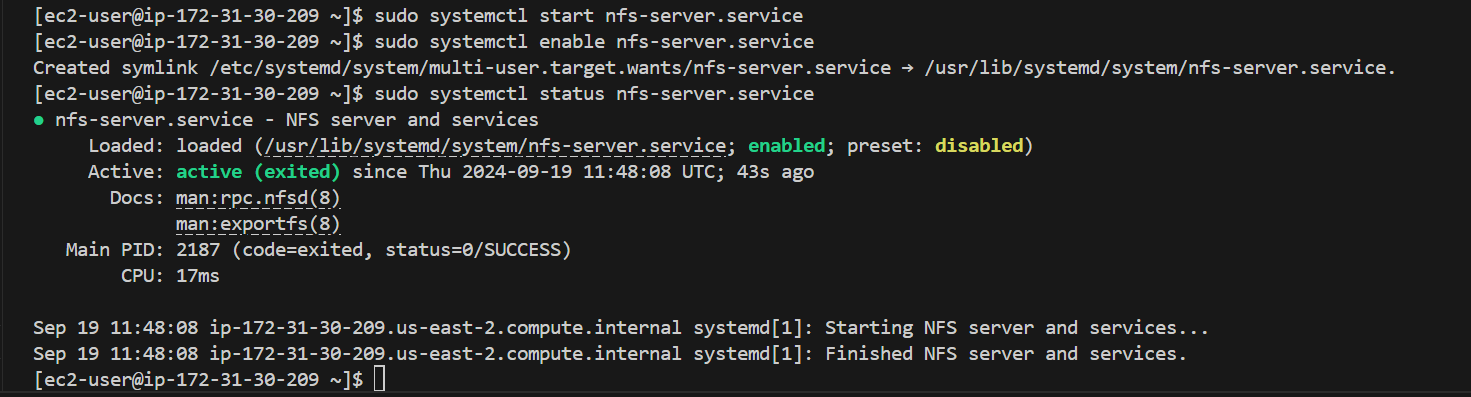 [ec2-user@ip-172-31-30-209 ~]$ sudo systemctl start nfs-server.service
[ec2-user@ip-172-31-30-209 ~]$ sudo systemctl enable nfs-server.service
Created symlink /etc/systemd/system/multi-user.target.wants/nfs-server.service → /usr/lib/systemd/system/nfs-server.service.
[ec2-user@ip-172-31-30-209 ~]$ sudo systemctl status nfs-server.service
● nfs-server.service - NFS server and services
     Loaded: loaded (/usr/lib/systemd/system/nfs-server.service; enabled; preset: disabled)
     Active: active (exited) since Thu 2024-09-19 11:48:08 UTC; 43s ago
       Docs: man:rpc.nfsd(8)
             man:exportfs(8)
   Main PID: 2187 (code=exited, status=0/SUCCESS)
        CPU: 17ms

Sep 19 11:48:08 ip-172-31-30-209.us-east-2.compute.internal systemd[1]: Starting NFS server and services...
Sep 19 11:48:08 ip-172-31-30-209.us-east-2.compute.internal systemd[1]: Finished NFS server and services.
[ec2-user@ip-172-31-30-209 ~]$